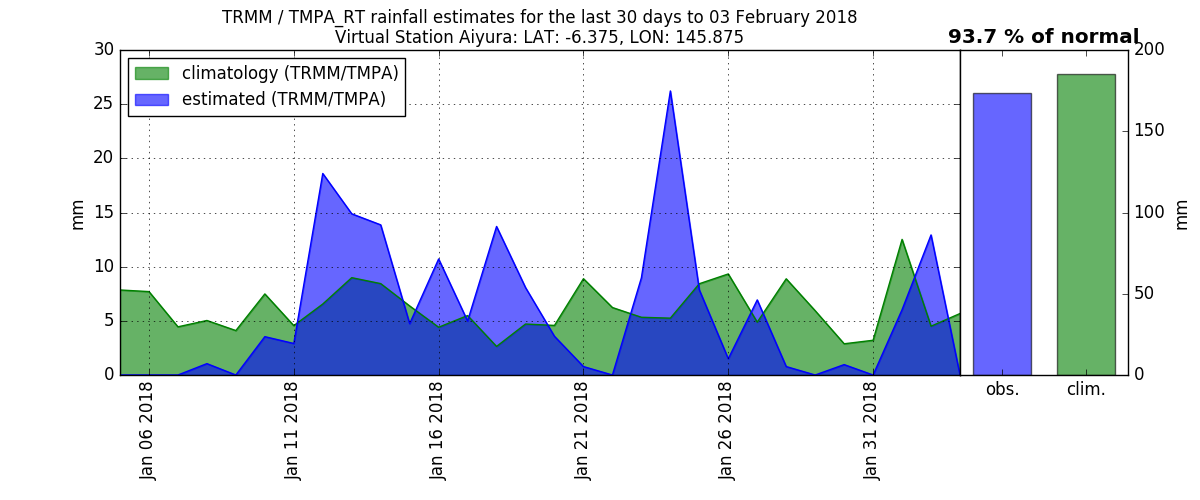 TRMM / TMPA_RT rainfall estimates for the last 30 days to 03 February 2018
Virtual Station Aiyura: LAT: -6.375, LON: 145.875
93.7 % of normal
climatology (TRMM/TMPA)
estimated (TRMM/TMPA)
30
25
20
15
10
5
0
mm
Jan 06 2018
Jan 11 2018
Jan 16 2018
Jan 21 2018
Jan 26 2018
Jan 31 2018
200
150
100
50
0
mm
obs.
clim.